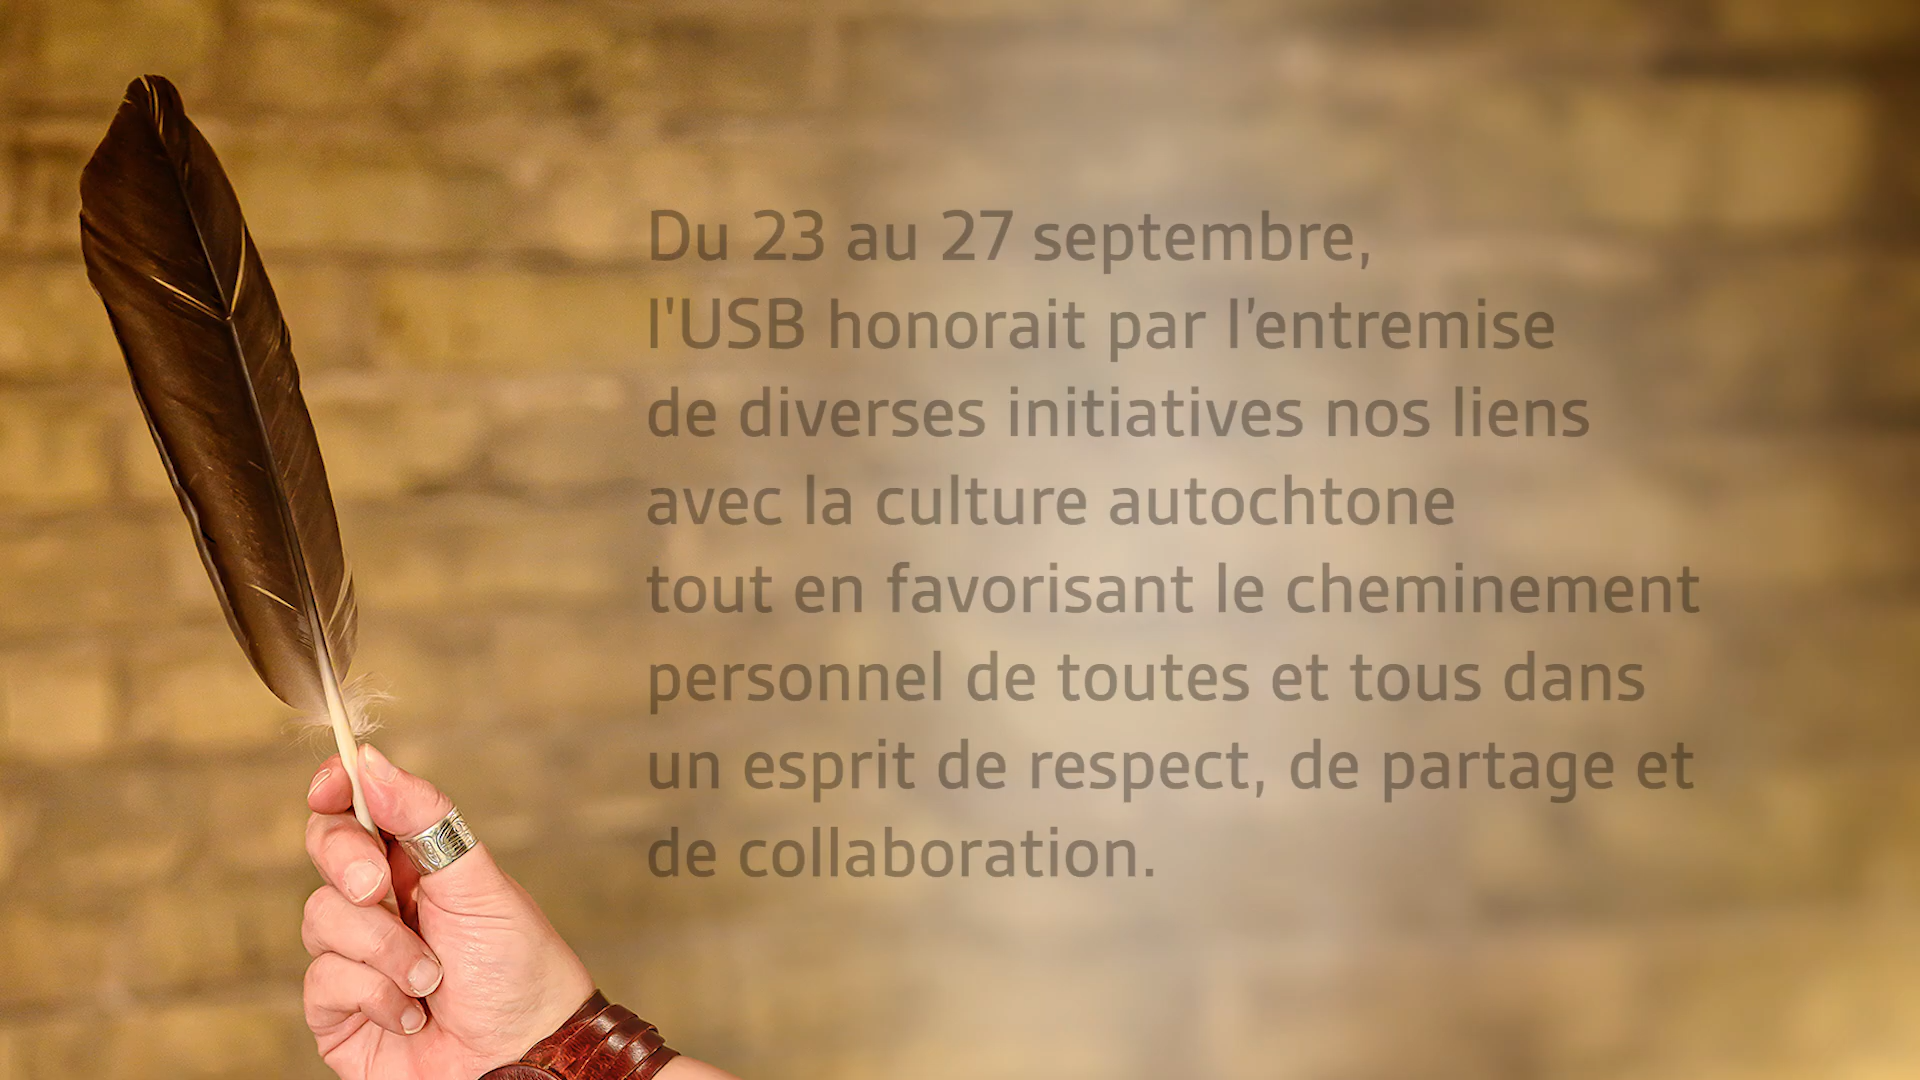 Du 23 au 27 septembre,
l'USB honorait par l’entremise
de diverses initiatives nos liens
avec la culture autochtone
tout en favorisant le cheminement
personnel de toutes et tous dans
un esprit de respect, de partage et
de collaboration.